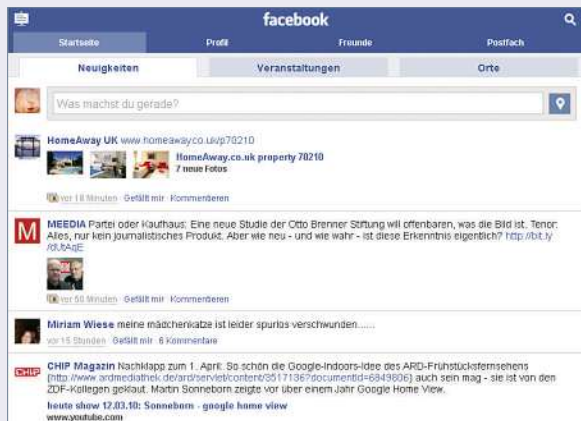 facebook
Startseite Profil Freunde Postfach
Neuigkeiten Veranstaltungen Orte
Was machst du gerade?
HomeAway UK www.homeaway.co.uk/p70210
HomeAway.co.uk property 70210
7 neue Fotos
vor 18 Minuten · Gefällt mir · Kommentieren
MEEDIA Partei oder Kaufhaus: Eine neue Studie der Otto Brenner Stiftung will offenbaren, was die Bild ist. Tenor:
Alles, nur kein journalistisches Produkt. Aber wie neu - und wie wahr - ist diese Erkenntnis eigentlich? http://bit.ly
/dUtAqE
vor 50 Minuten · Gefällt mir · Kommentieren
Miriam Wiese meine mädchenkatze ist leider spurlos verschwunden......
vor 15 Stunden · Gefällt mir · 6 Kommentare
CHIP
CHIP Magazin Nachklapp zum 1. April: So schön die Google-Indoors-Idee des ARD-Frühstücksfernsehens
(http://www.ardmediathek.de/ard/servlet/content/3517136?documentId=6849806) auch sein mag - sie ist von den
ZDF-Kollegen geklaut. Martin Sonneborn zeigte vor über einem Jahr Google Home View.
heute show 12.03.10: Sonneborn - google home view
www.youtube.com